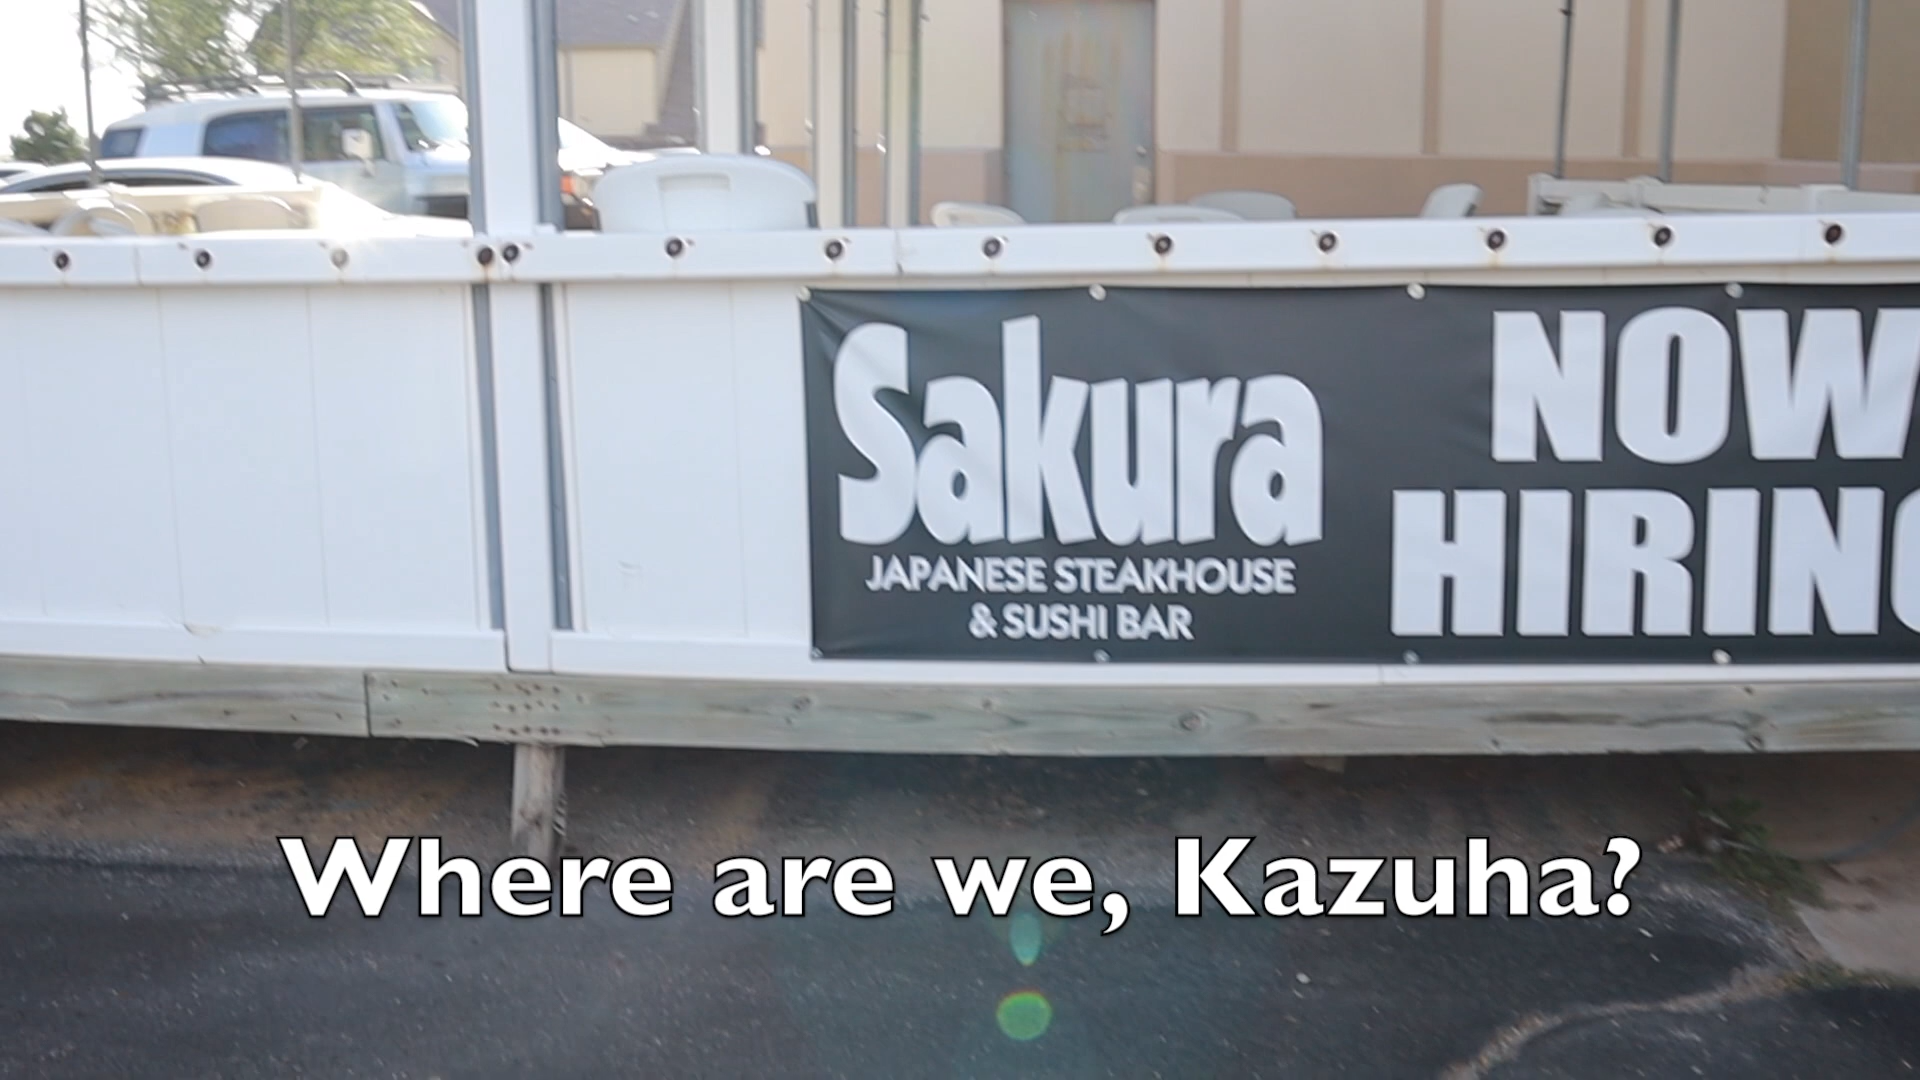 Sakura
JAPANESE STEAKHOUSE
& SUSHI BAR
NOW
HIRING
Where are we, Kazuha?